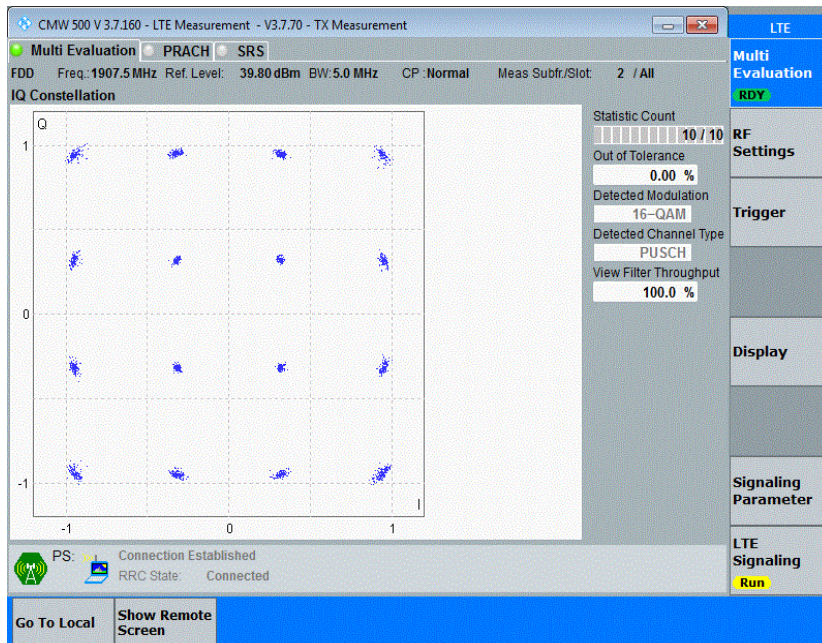 CMW 500 V 3.7.160 - LTE Measurement - V3.7.70 - TX Measurement
LTE
Multi Evaluation PRACH SRS
Multi
Evaluation
RDY
FDD Freq.: 1907.5 MHz Ref. Level: 39.80 dBm BW: 5.0 MHz CP : Normal Meas Subfr./Slot: 2 / All
IQ Constellation
Q
1
0
-1
-1
0
1
I
Statistic Count
10 / 10
Out of Tolerance
0.00 %
Detected Modulation
16-QAM
Detected Channel Type
PUSCH
View Filter Throughput
100.0 %
RF
Settings
Trigger
Display
Signaling
Parameter
LTE
Signaling
Run
PS: Connection Established
RRC State: Connected
Go To Local
Show Remote
Screen